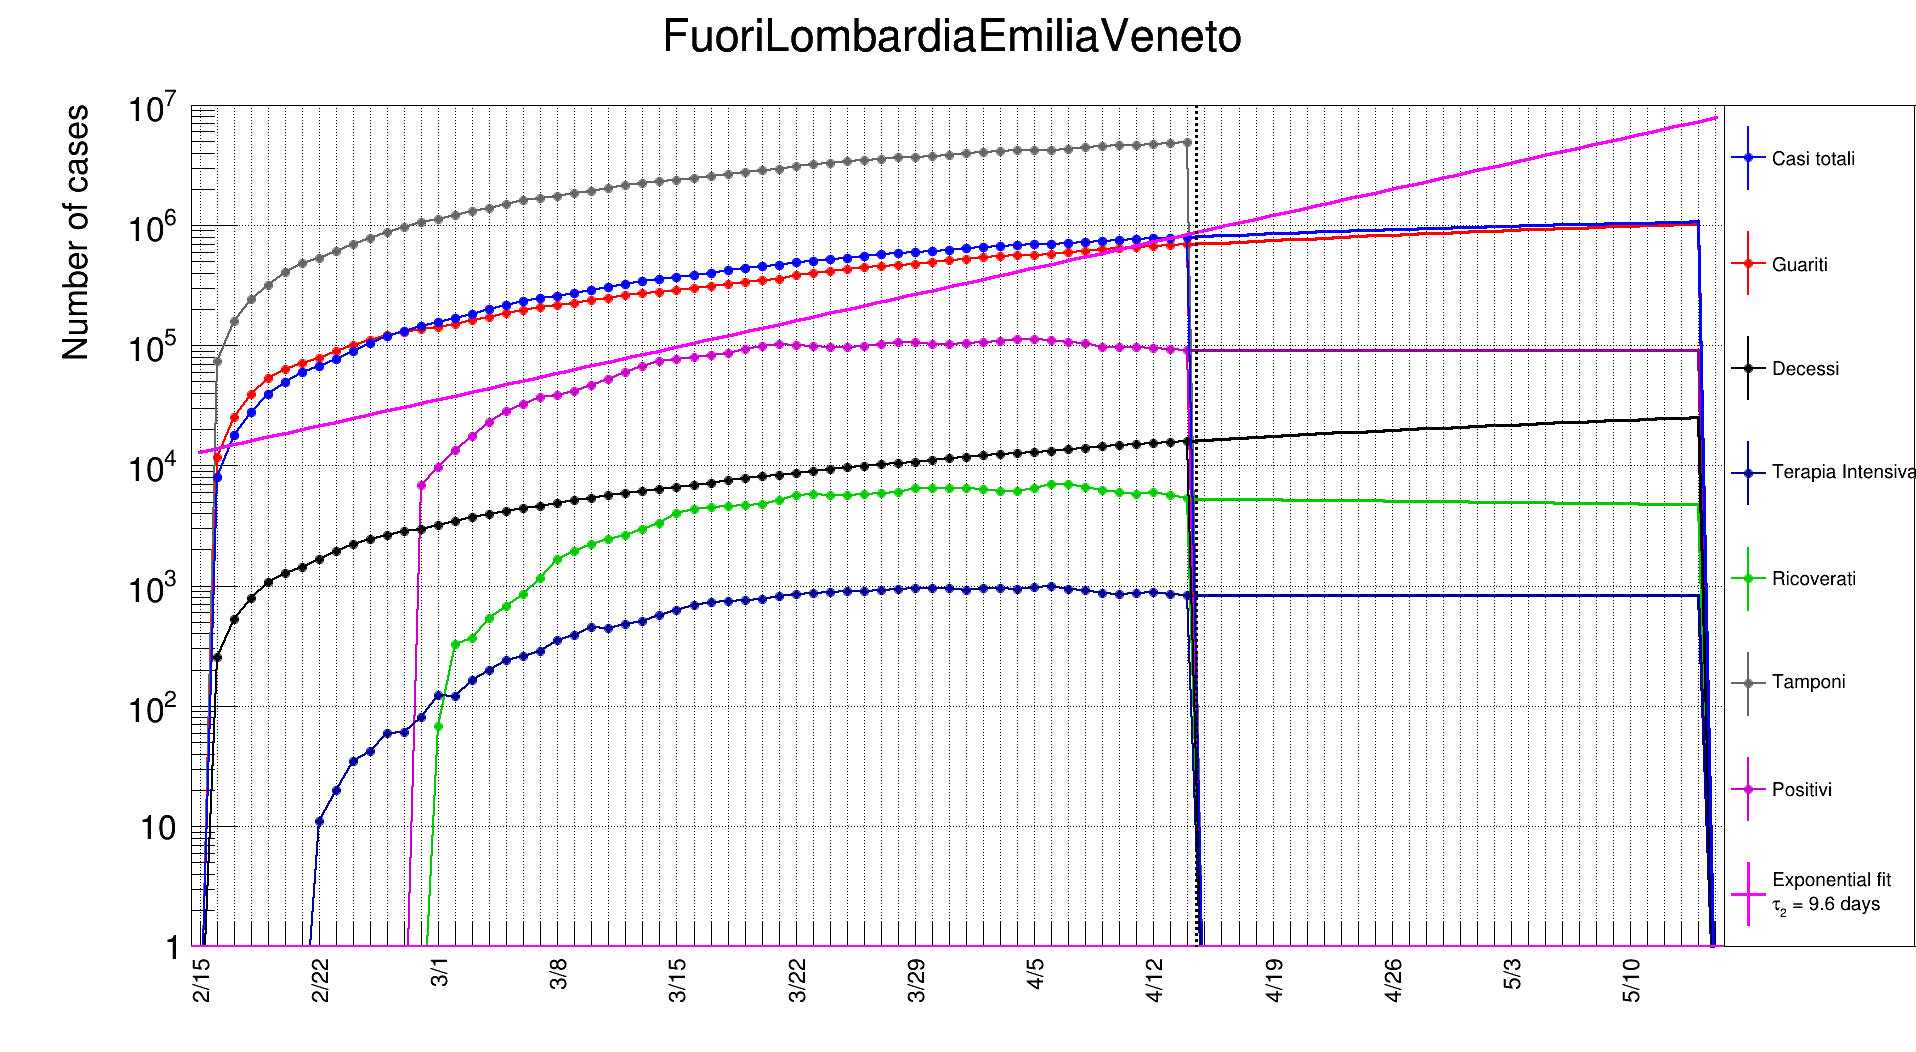 FuoriLombardiaEmiliaVeneto
Number of cases
10^7
10^6
10^5
10^4
10^3
10^2
10
1
2/15
2/22
3/1
3/8
3/15
3/22
3/29
4/5
4/12
4/19
4/26
5/3
5/10
Casi totali
Guariti
Decessi
Terapia Intensiva
Ricoverati
Tamponi
Positivi
Exponential fit
τ_2 = 9.6 days